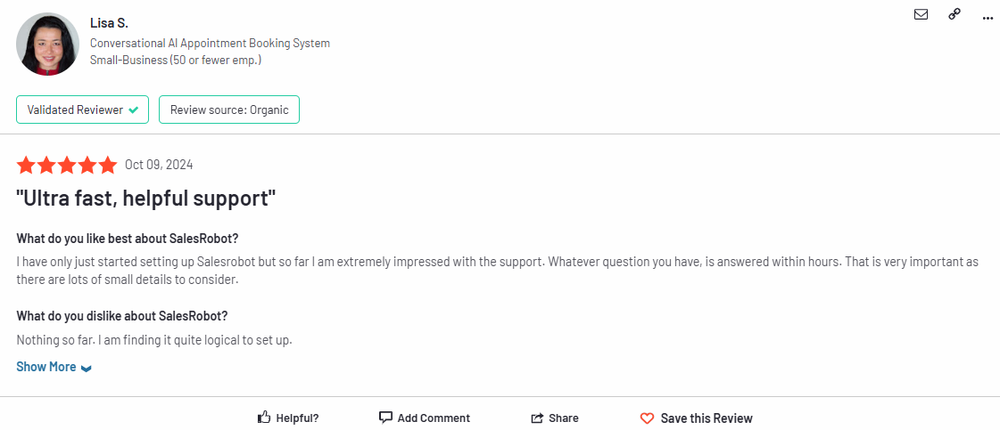 Lisa S.
Conversational AI Appointment Booking System
Small-Business (50 or fewer emp.)
Validated Reviewer
Review source: Organic
Oct 09, 2024
"Ultra fast, helpful support"
What do you like best about SalesRobot?
I have only just started setting up Salesrobot but so far I am extremely impressed with the support. Whatever question you have, is answered within hours. That is very important as
there are lots of small details to consider.
What do you dislike about SalesRobot?
Nothing so far. I am finding it quite logical to set up.
Show More
Helpful?
Add Comment
Share
Save this Review